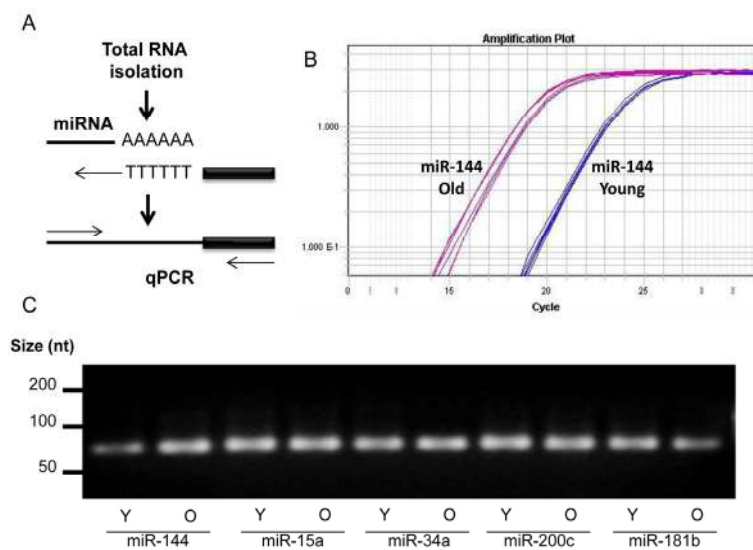 A
Total RNA
isolation
miRNA
AAAAAA
TTTTTT
qPCR
B
Amplification Plot
1.000
1.000 E-1
miR-144
Old
miR-144
Young
0
15
20
25
Cycle
C
Size (nt)
200
100
50
Y O Y O Y O Y O Y O
miR-144 miR-15a miR-34a miR-200c miR-181b